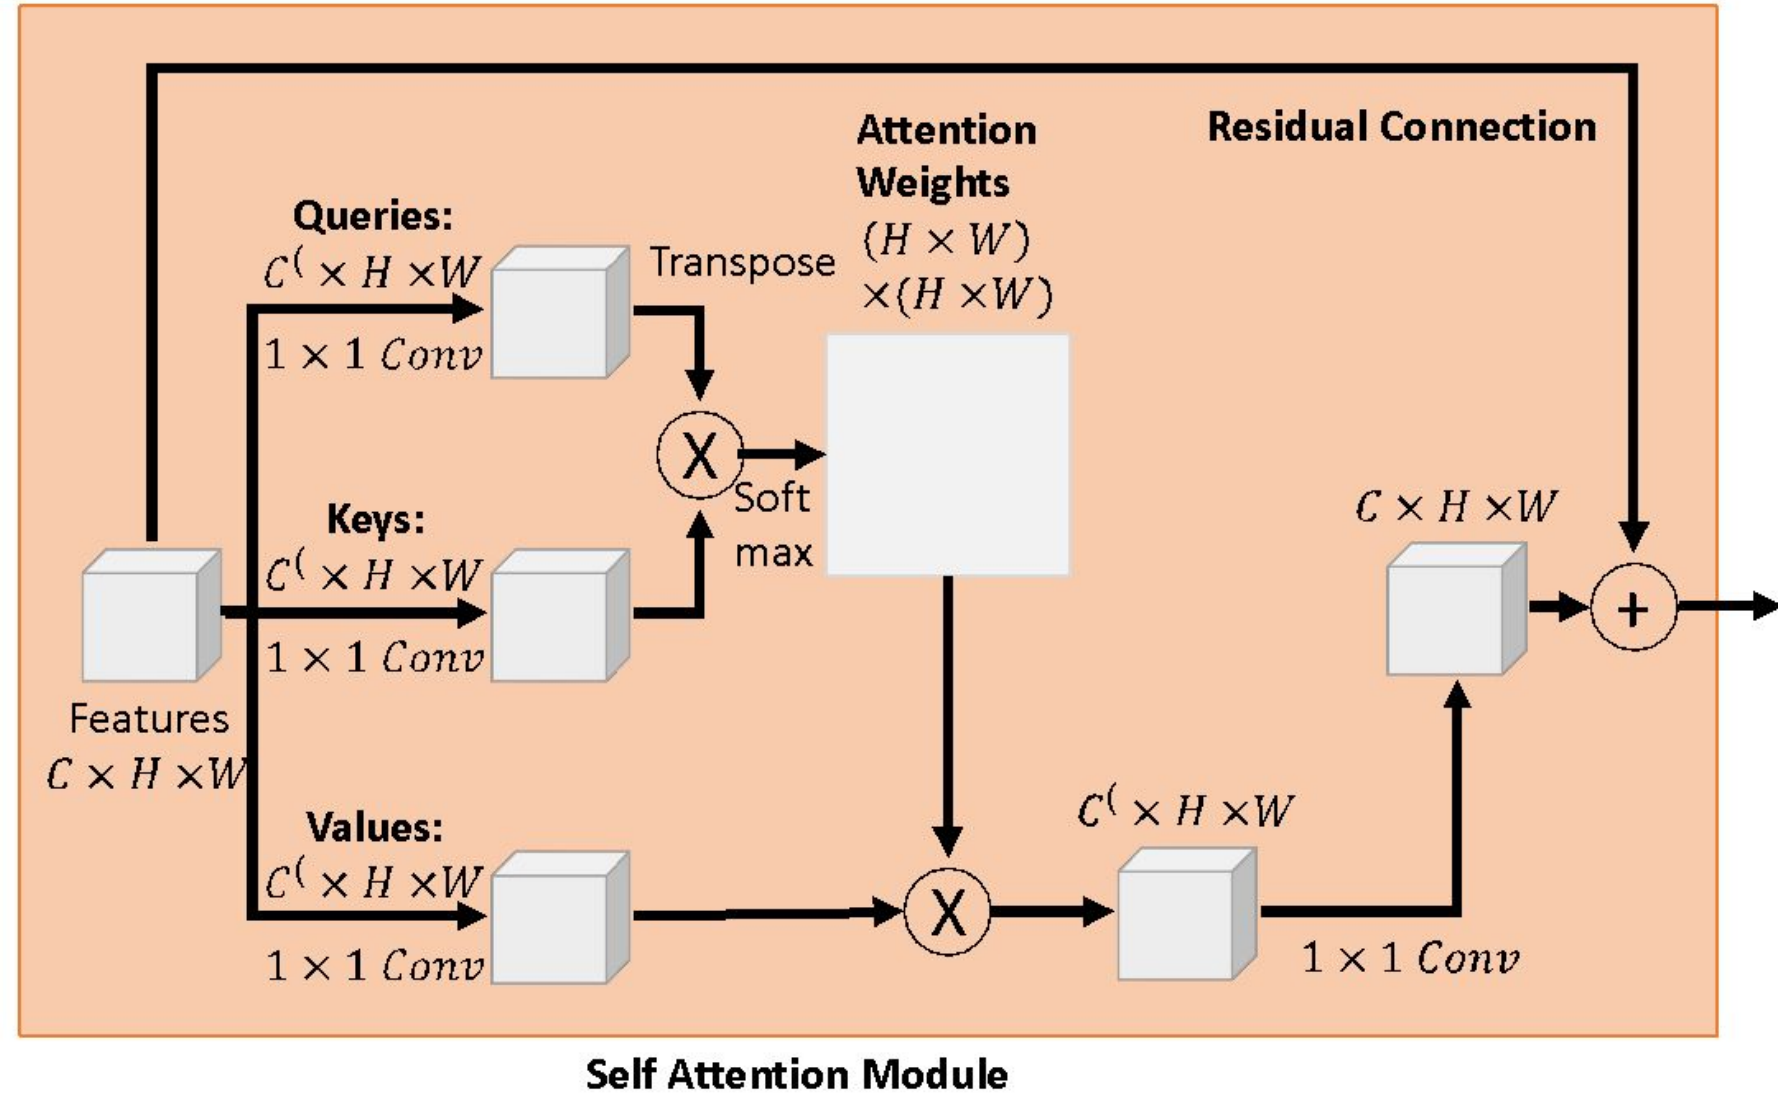 Attention
Weights
(H × W)
×(H ×W)
Residual Connection
Queries:
C( × H ×W
1 × 1 Conv
Transpose
X
Soft
max
Keys:
C( × H ×W
1 × 1 Conv
Features
C × H ×W
Values:
C( × H ×W
1 × 1 Conv
X
C( × H ×W
1 × 1 Conv
C × H ×W
+
Self Attention Module